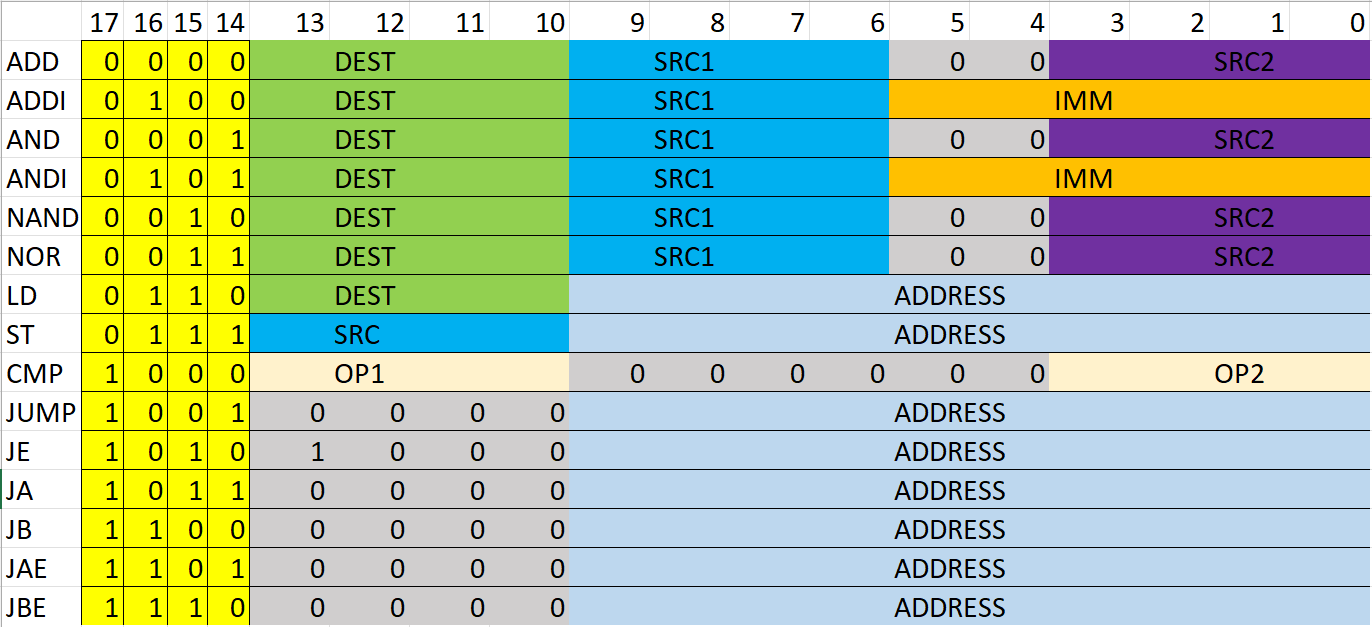 17 16 15 14 13 12 11 10 9 8 7 6 5 4 3 2 1 0
ADD 0 0 0 0 DEST SRC1 0 0 SRC2
ADDI 0 1 0 0 DEST SRC1 IMM
AND 0 0 0 1 DEST SRC1 0 0 SRC2
ANDI 0 1 0 1 DEST SRC1 IMM
NAND 0 0 1 0 DEST SRC1 0 0 SRC2
NOR 0 0 1 1 DEST SRC1 0 0 SRC2
LD 0 1 1 0 DEST ADDRESS
ST 0 1 1 1 SRC ADDRESS
CMP 1 0 0 0 OP1 0 0 0 0 0 0 OP2
JUMP 1 0 0 1 0 0 0 0 ADDRESS
JE 1 0 1 0 1 0 0 0 ADDRESS
JA 1 0 1 1 0 0 0 0 ADDRESS
JB 1 1 0 0 0 0 0 0 ADDRESS
JAE 1 1 0 1 0 0 0 0 ADDRESS
JBE 1 1 1 0 0 0 0 0 ADDRESS